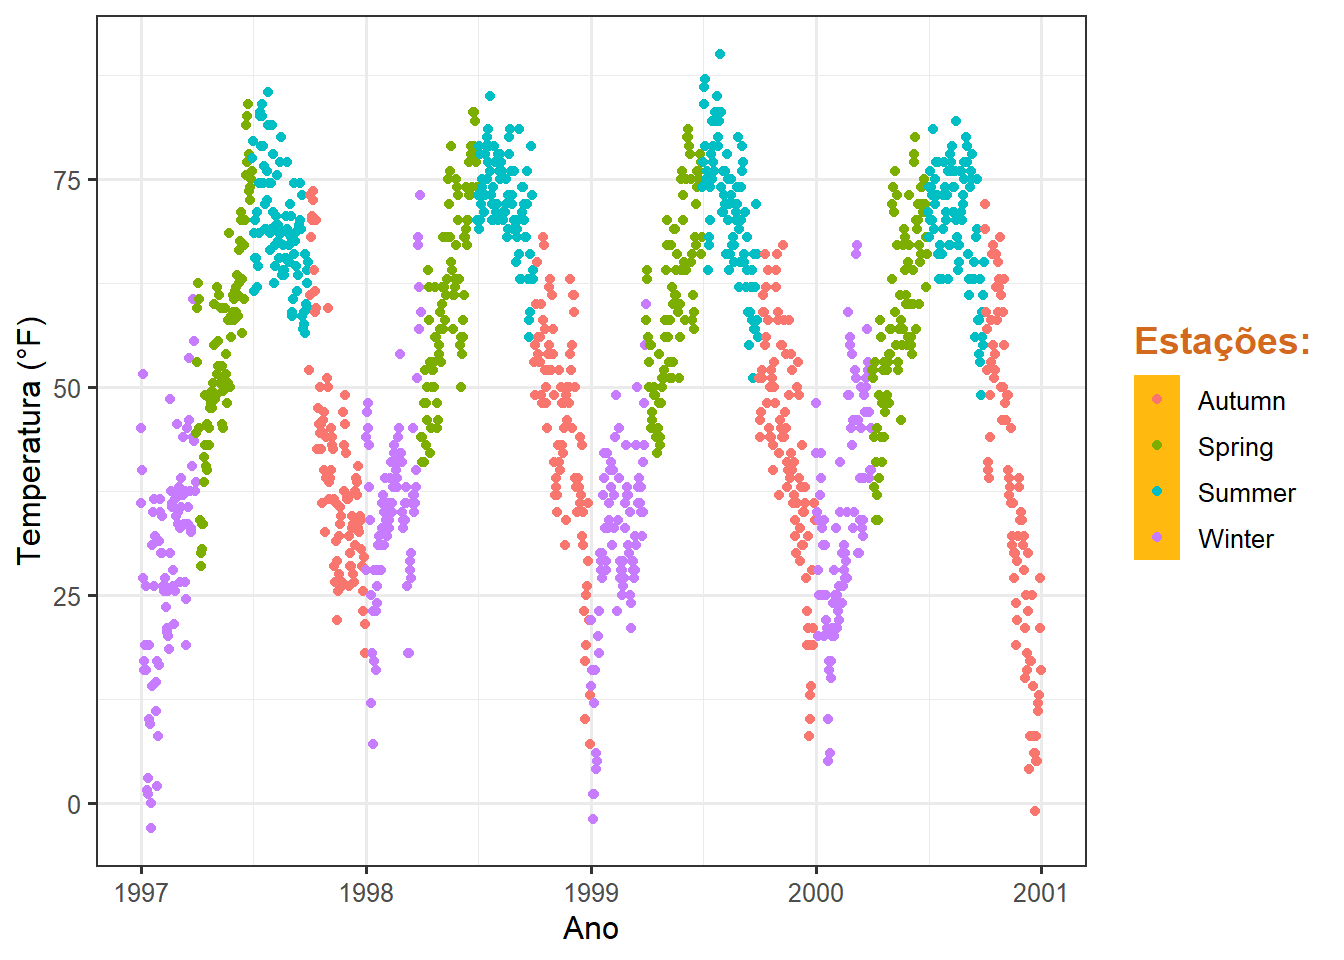 Temperatura (°F)
75
50
25
0
1997 1998 1999 2000 2001
Ano
Estações:
Autumn
Spring
Summer
Winter